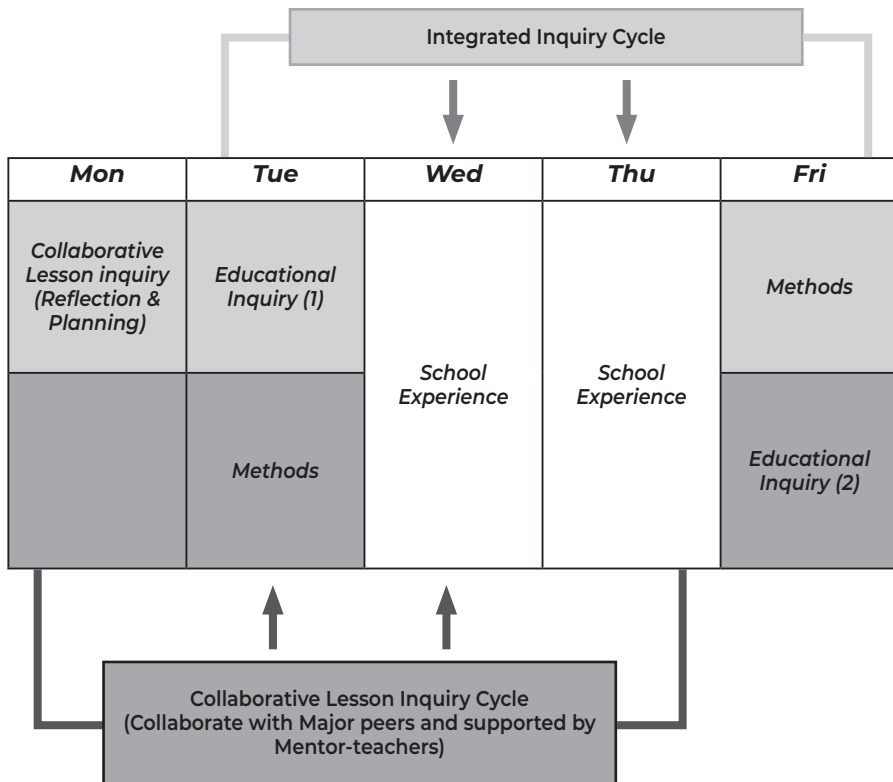 Integrated Inquiry Cycle
Mon Tue Wed Thu Fri
Collaborative
Lesson inquiry
(Reflection &
Planning)
Educational
Inquiry (1)
Methods
School
Experience
School
Experience
Methods
Educational
Inquiry (2)
Collaborative Lesson Inquiry Cycle
(Collaborate with Major peers and supported by
Mentor-teachers)